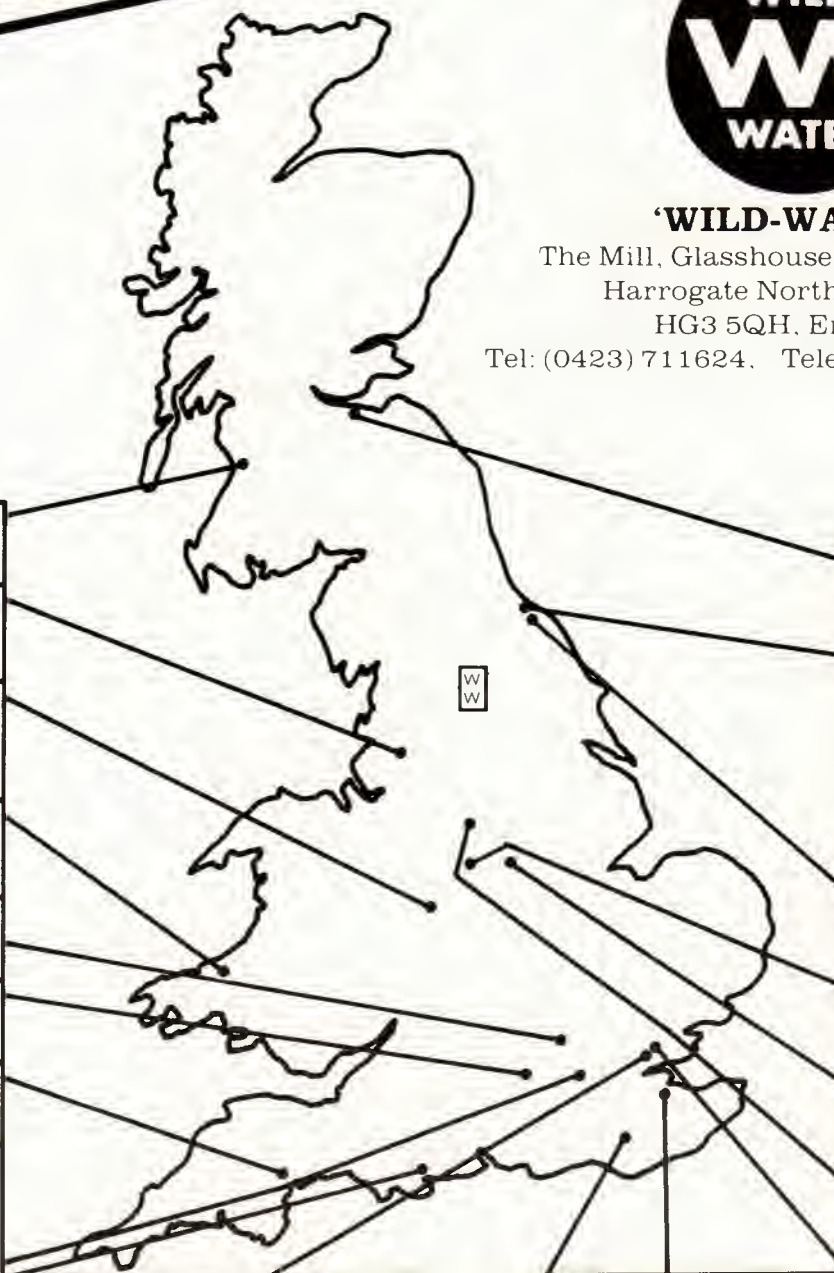 W
WATE
‘WILD-WA
The Mill, Glasshouse
Harrogate North
HG3 5QH, En
Tel: (0423) 711624, Tele
W
W